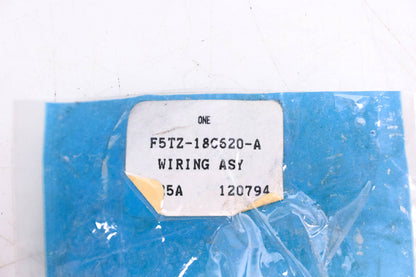 ONE
F5TZ-18C620-A
WIRING ASY
120794